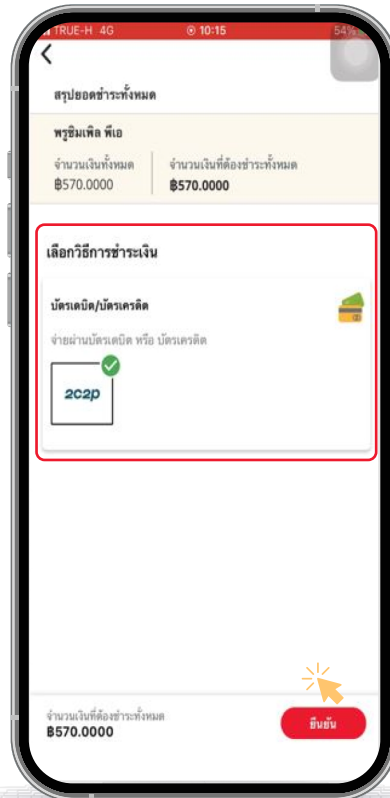 TRUE-H 4G 10:15 54%
สรุปยอดชำระทั้งหมด
พรูซิมเพิล พีเอ
จำนวนเงินทั้งหมด จำนวนเงินที่ต้องชำระทั้งหมด
฿570.0000 ฿570.0000
เลือกวิธีการชำระเงิน
บัตรเดบิต/บัตรเครดิต
จ่ายผ่านบัตรเดบิต หรือ บัตรเครดิต
2c2p
จำนวนเงินที่ต้องชำระทั้งหมด
฿570.0000
ยืนยัน